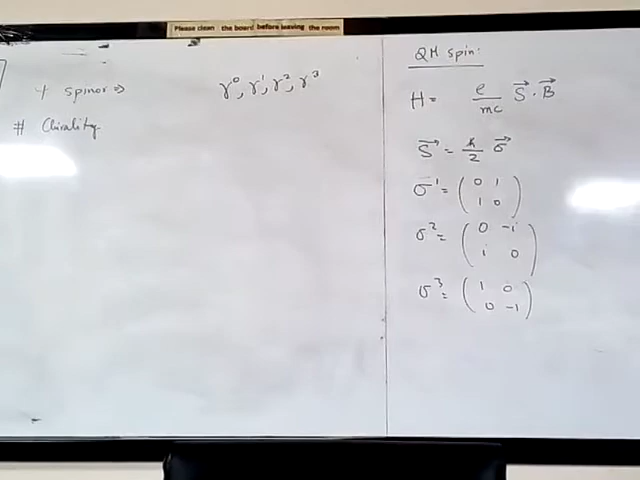 Please clean the board before leaving the room
ψ spinor ⇒ γ⁰, γ¹, γ², γ³
# Chirality
QM spin:
H = e/mc S⃗ · B⃗
S⃗ = ℏ/2 σ⃗
σ¹ = ( 0 1
1 0 )
σ² = ( 0 -i
i 0 )
σ³ = ( 1 0
0 -1 )